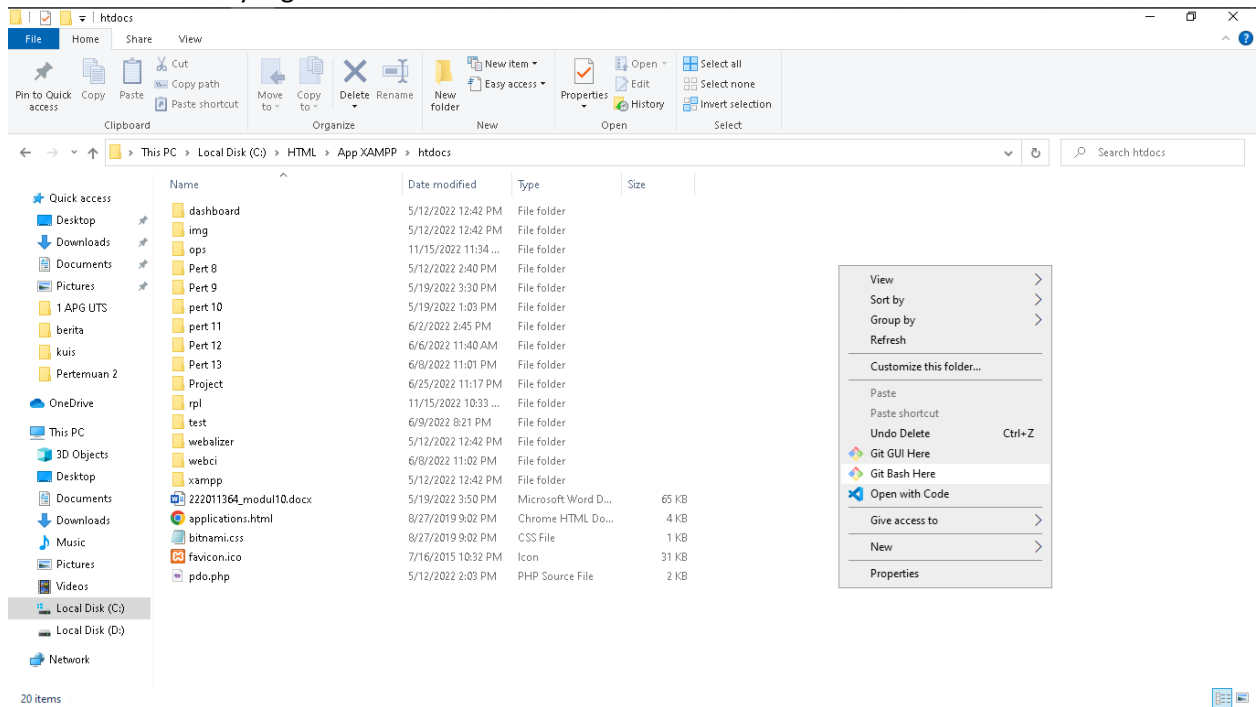 htdocs
File Home Share View
Pin to Quick access
Copy
Paste
Cut
Copy path
Paste shortcut
Clipboard
Move to
Copy to
Delete
Rename
Organize
New folder
New item
Easy access
New
Properties
Open
Edit
History
Open
Select all
Select none
Invert selection
Select
This PC > Local Disk (C:) > HTML > App XAMPP > htdocs
Search htdocs
Quick access
Desktop
Downloads
Documents
Pictures
1 APG UTS
berita
kuis
Pertemuan 2
OneDrive
This PC
3D Objects
Desktop
Documents
Downloads
Music
Pictures
Videos
Local Disk (C:)
Local Disk (D:)
Network
Name Date modified Type Size
dashboard 5/12/2022 12:42 PM File folder
img 5/12/2022 12:42 PM File folder
ops 11/15/2022 11:34 ... File folder
Pert 8 5/12/2022 2:40 PM File folder
Pert 9 5/19/2022 3:30 PM File folder
pert 10 5/19/2022 1:03 PM File folder
pert 11 6/2/2022 2:45 PM File folder
Pert 12 6/6/2022 11:40 AM File folder
Pert 13 6/8/2022 11:01 PM File folder
Project 6/25/2022 11:17 PM File folder
rpl 11/15/2022 10:33 ... File folder
test 6/9/2022 8:21 PM File folder
webalizer 5/12/2022 12:42 PM File folder
webci 6/8/2022 11:02 PM File folder
xampp 5/12/2022 12:42 PM File folder
222011364_modul10.docx 5/19/2022 3:50 PM Microsoft Word D... 65 KB
applications.html 8/27/2019 9:02 PM Chrome HTML Do... 4 KB
bitnami.css 8/27/2019 9:02 PM CSS File 1 KB
favicon.ico 7/16/2015 10:32 PM Icon 31 KB
pdo.php 5/12/2022 2:03 PM PHP Source File 2 KB
View
Sort by
Group by
Refresh
Customize this folder...
Paste
Paste shortcut
Undo Delete Ctrl+Z
Git GUI Here
Git Bash Here
Open with Code
Give access to
New
Properties
20 items